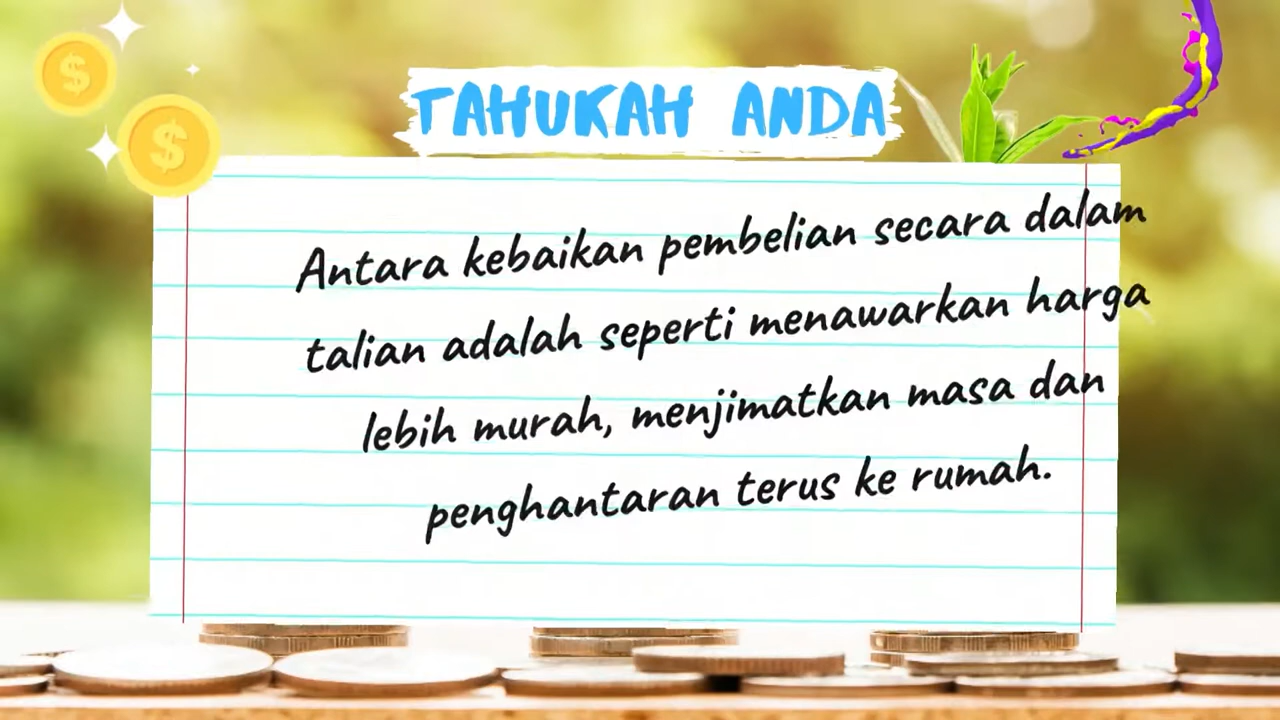 TAHUKAH ANDA
Antara kebaikan pembelian secara dalam
talian adalah seperti menawarkan harga
lebih murah, menjimatkan masa dan
penghantaran terus ke rumah.